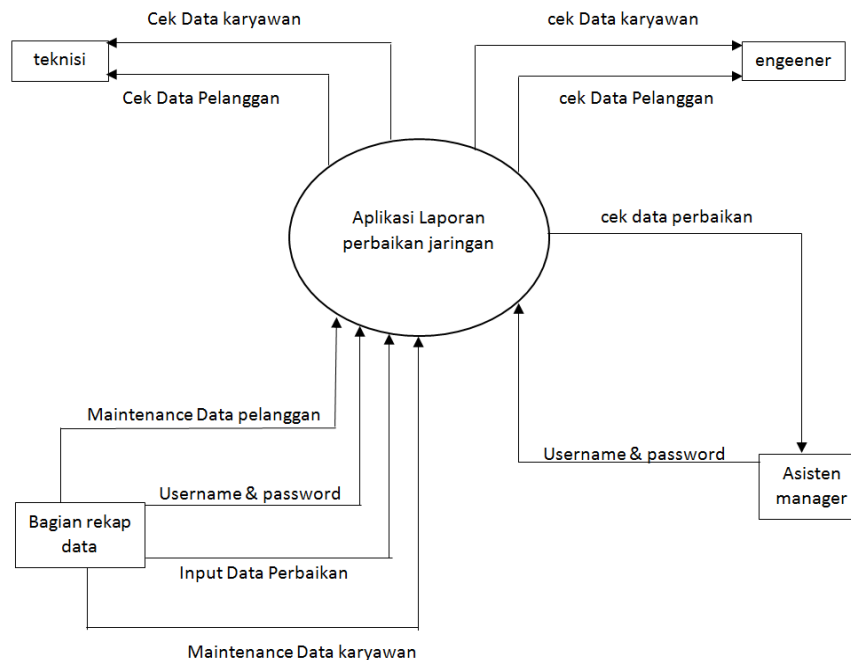 Cek Data karyawan
cek Data karyawan
teknisi
engeener
Cek Data Pelanggan
cek Data Pelanggan
Aplikasi Laporan
perbaikan jaringan
cek data perbaikan
Maintenance Data pelanggan
Username & password
Asisten
manager
Username & password
Bagian rekap
data
Input Data Perbaikan
Maintenance Data karyawan